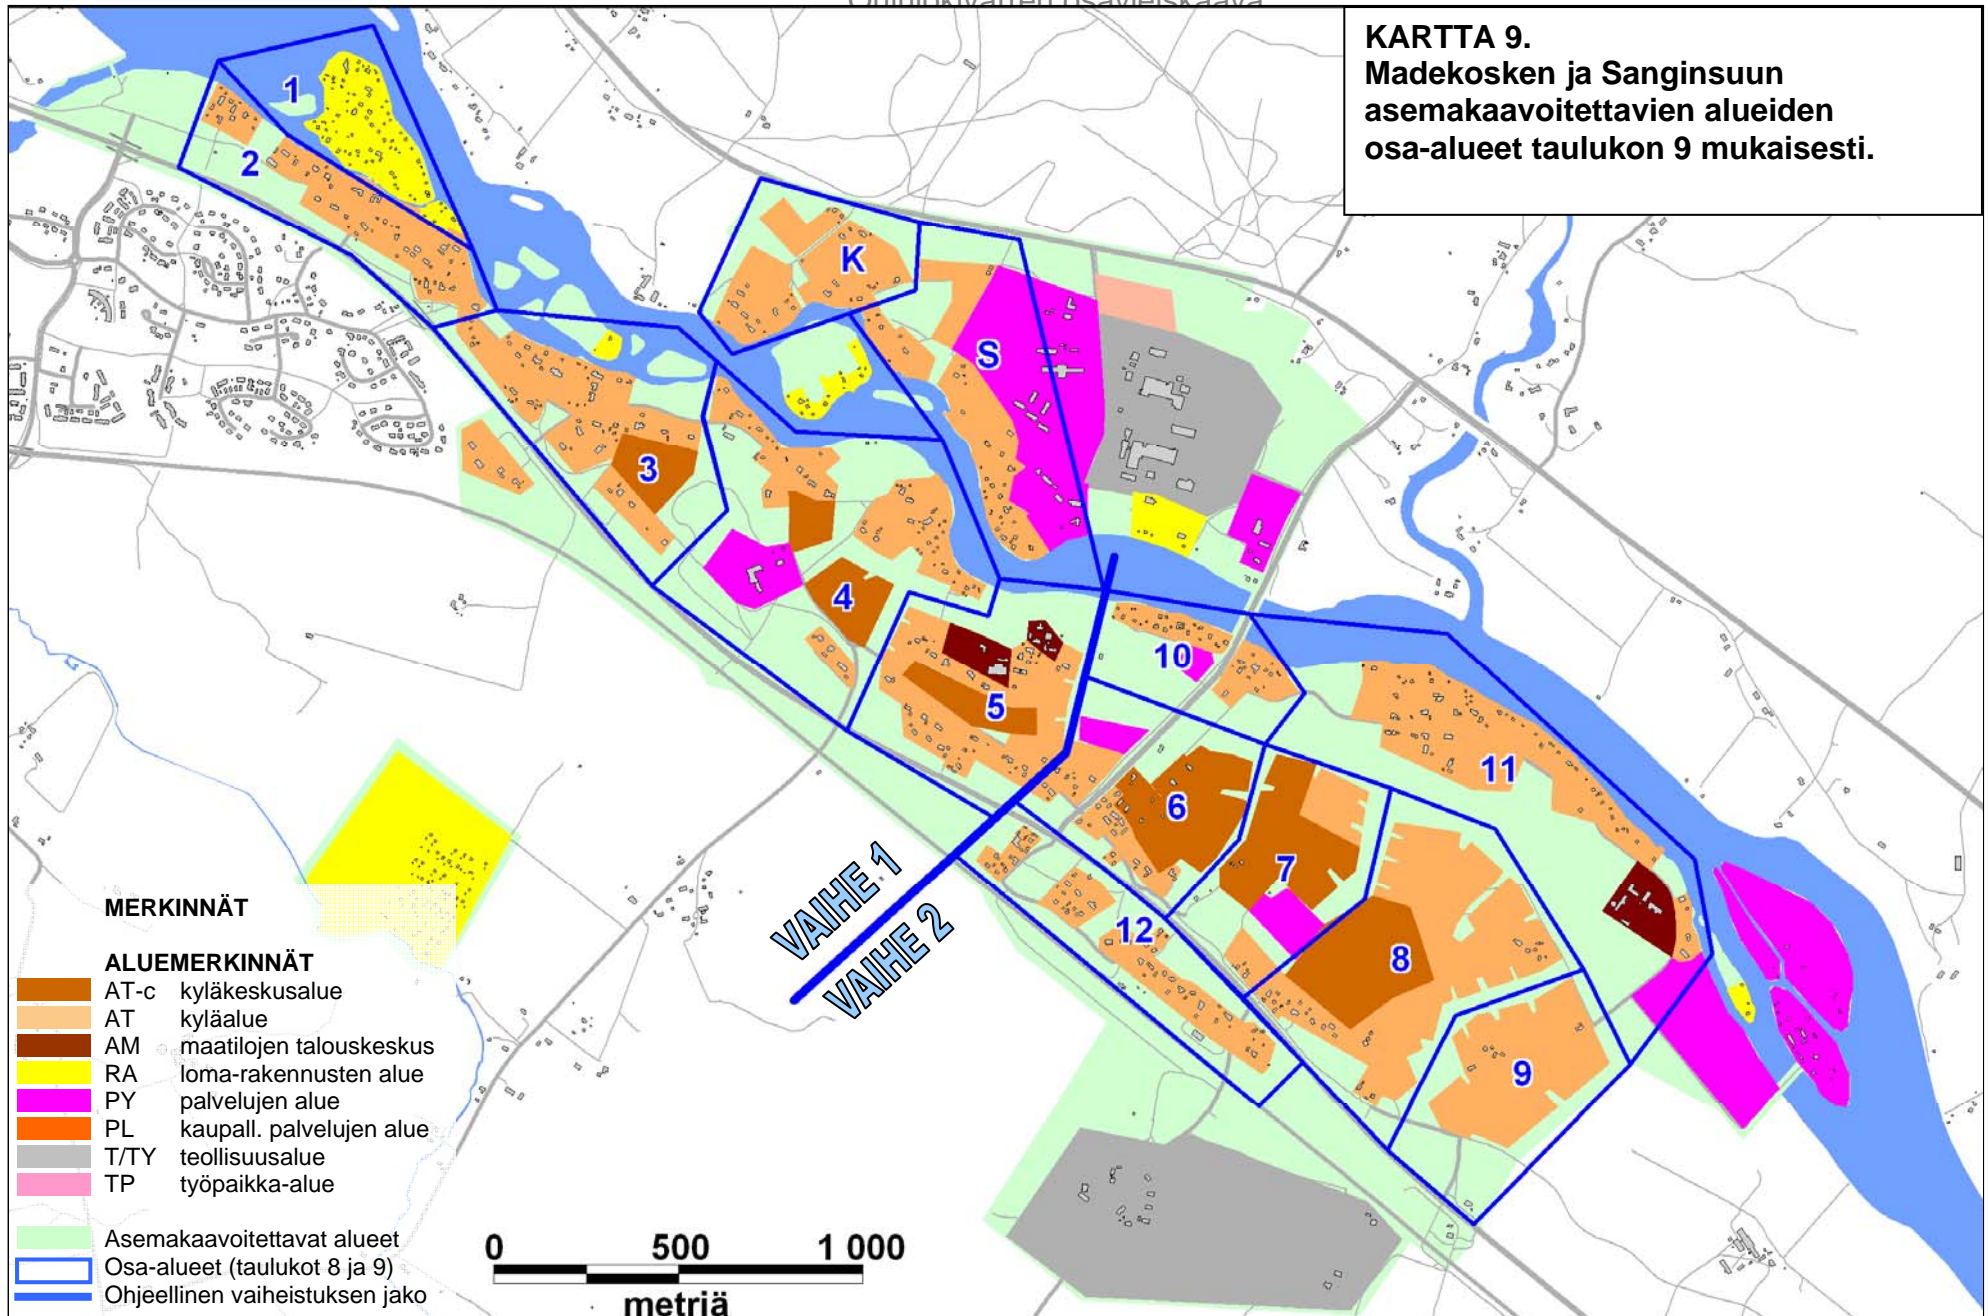 KARTTA 9.
Madekosken ja Sanginsuun
asemakaavoitettavien alueiden
osa-alueet taulukon 9 mukaisesti.
1
2
K
S
3
4
10
5
11
6
7
VAIHE 1
VAIHE 2
12
8
9
MERKINNÄT
ALUEMERKINNÄT
AT-c kyläkeskusalue
AT kyläalue
AM maatilojen talouskeskus
RA loma-rakennusten alue
PY palvelujen alue
PL kaupall. palvelujen alue
T/TY teollisuusalue
TP työpaikka-alue
Asemakaavoitettavat alueet
Osa-alueet (taulukot 8 ja 9)
Ohjeellinen vaiheistuksen jako
0 500 1 000
metriä